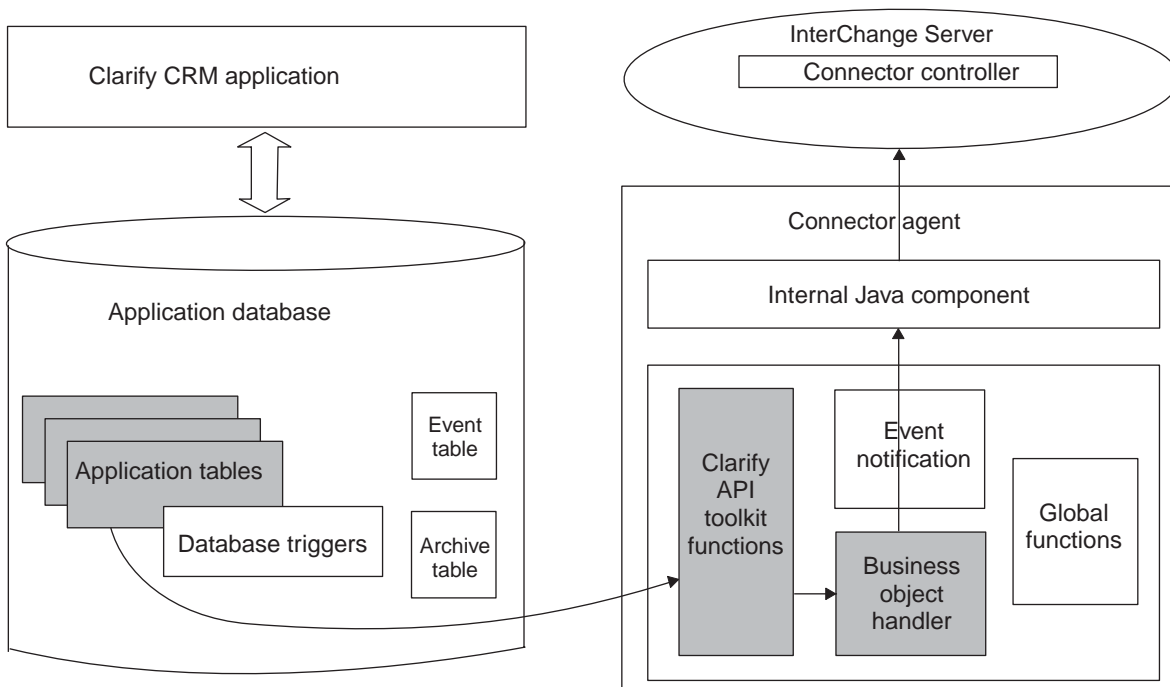 Clarify CRM application
Application database
Application tables
Database triggers
Event
table
Archive
table
InterChange Server
Connector controller
Connector agent
Internal Java component
Clarify
API
toolkit
functions
Event
notification
Business
object
handler
Global
functions